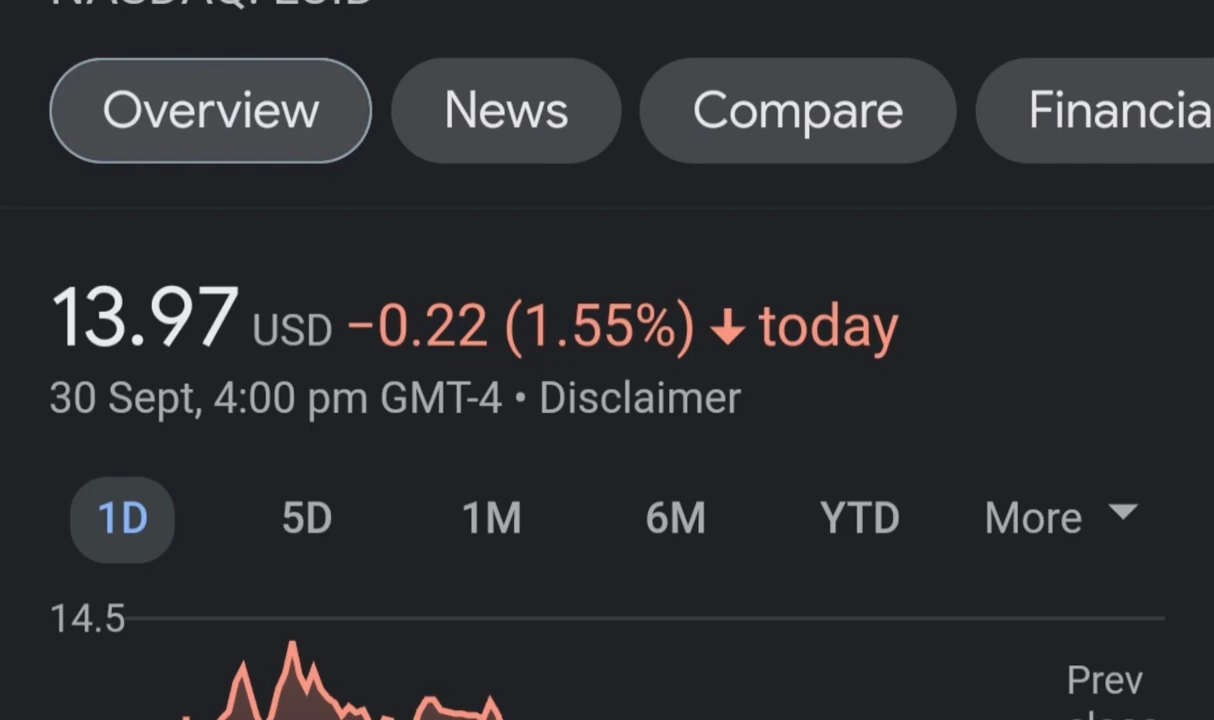 Overview News Compare Financia
13.97 USD −0.22 (1.55%) ↓ today
30 Sept, 4:00 pm GMT-4 • Disclaimer
1D 5D 1M 6M YTD More
14.5
Prev